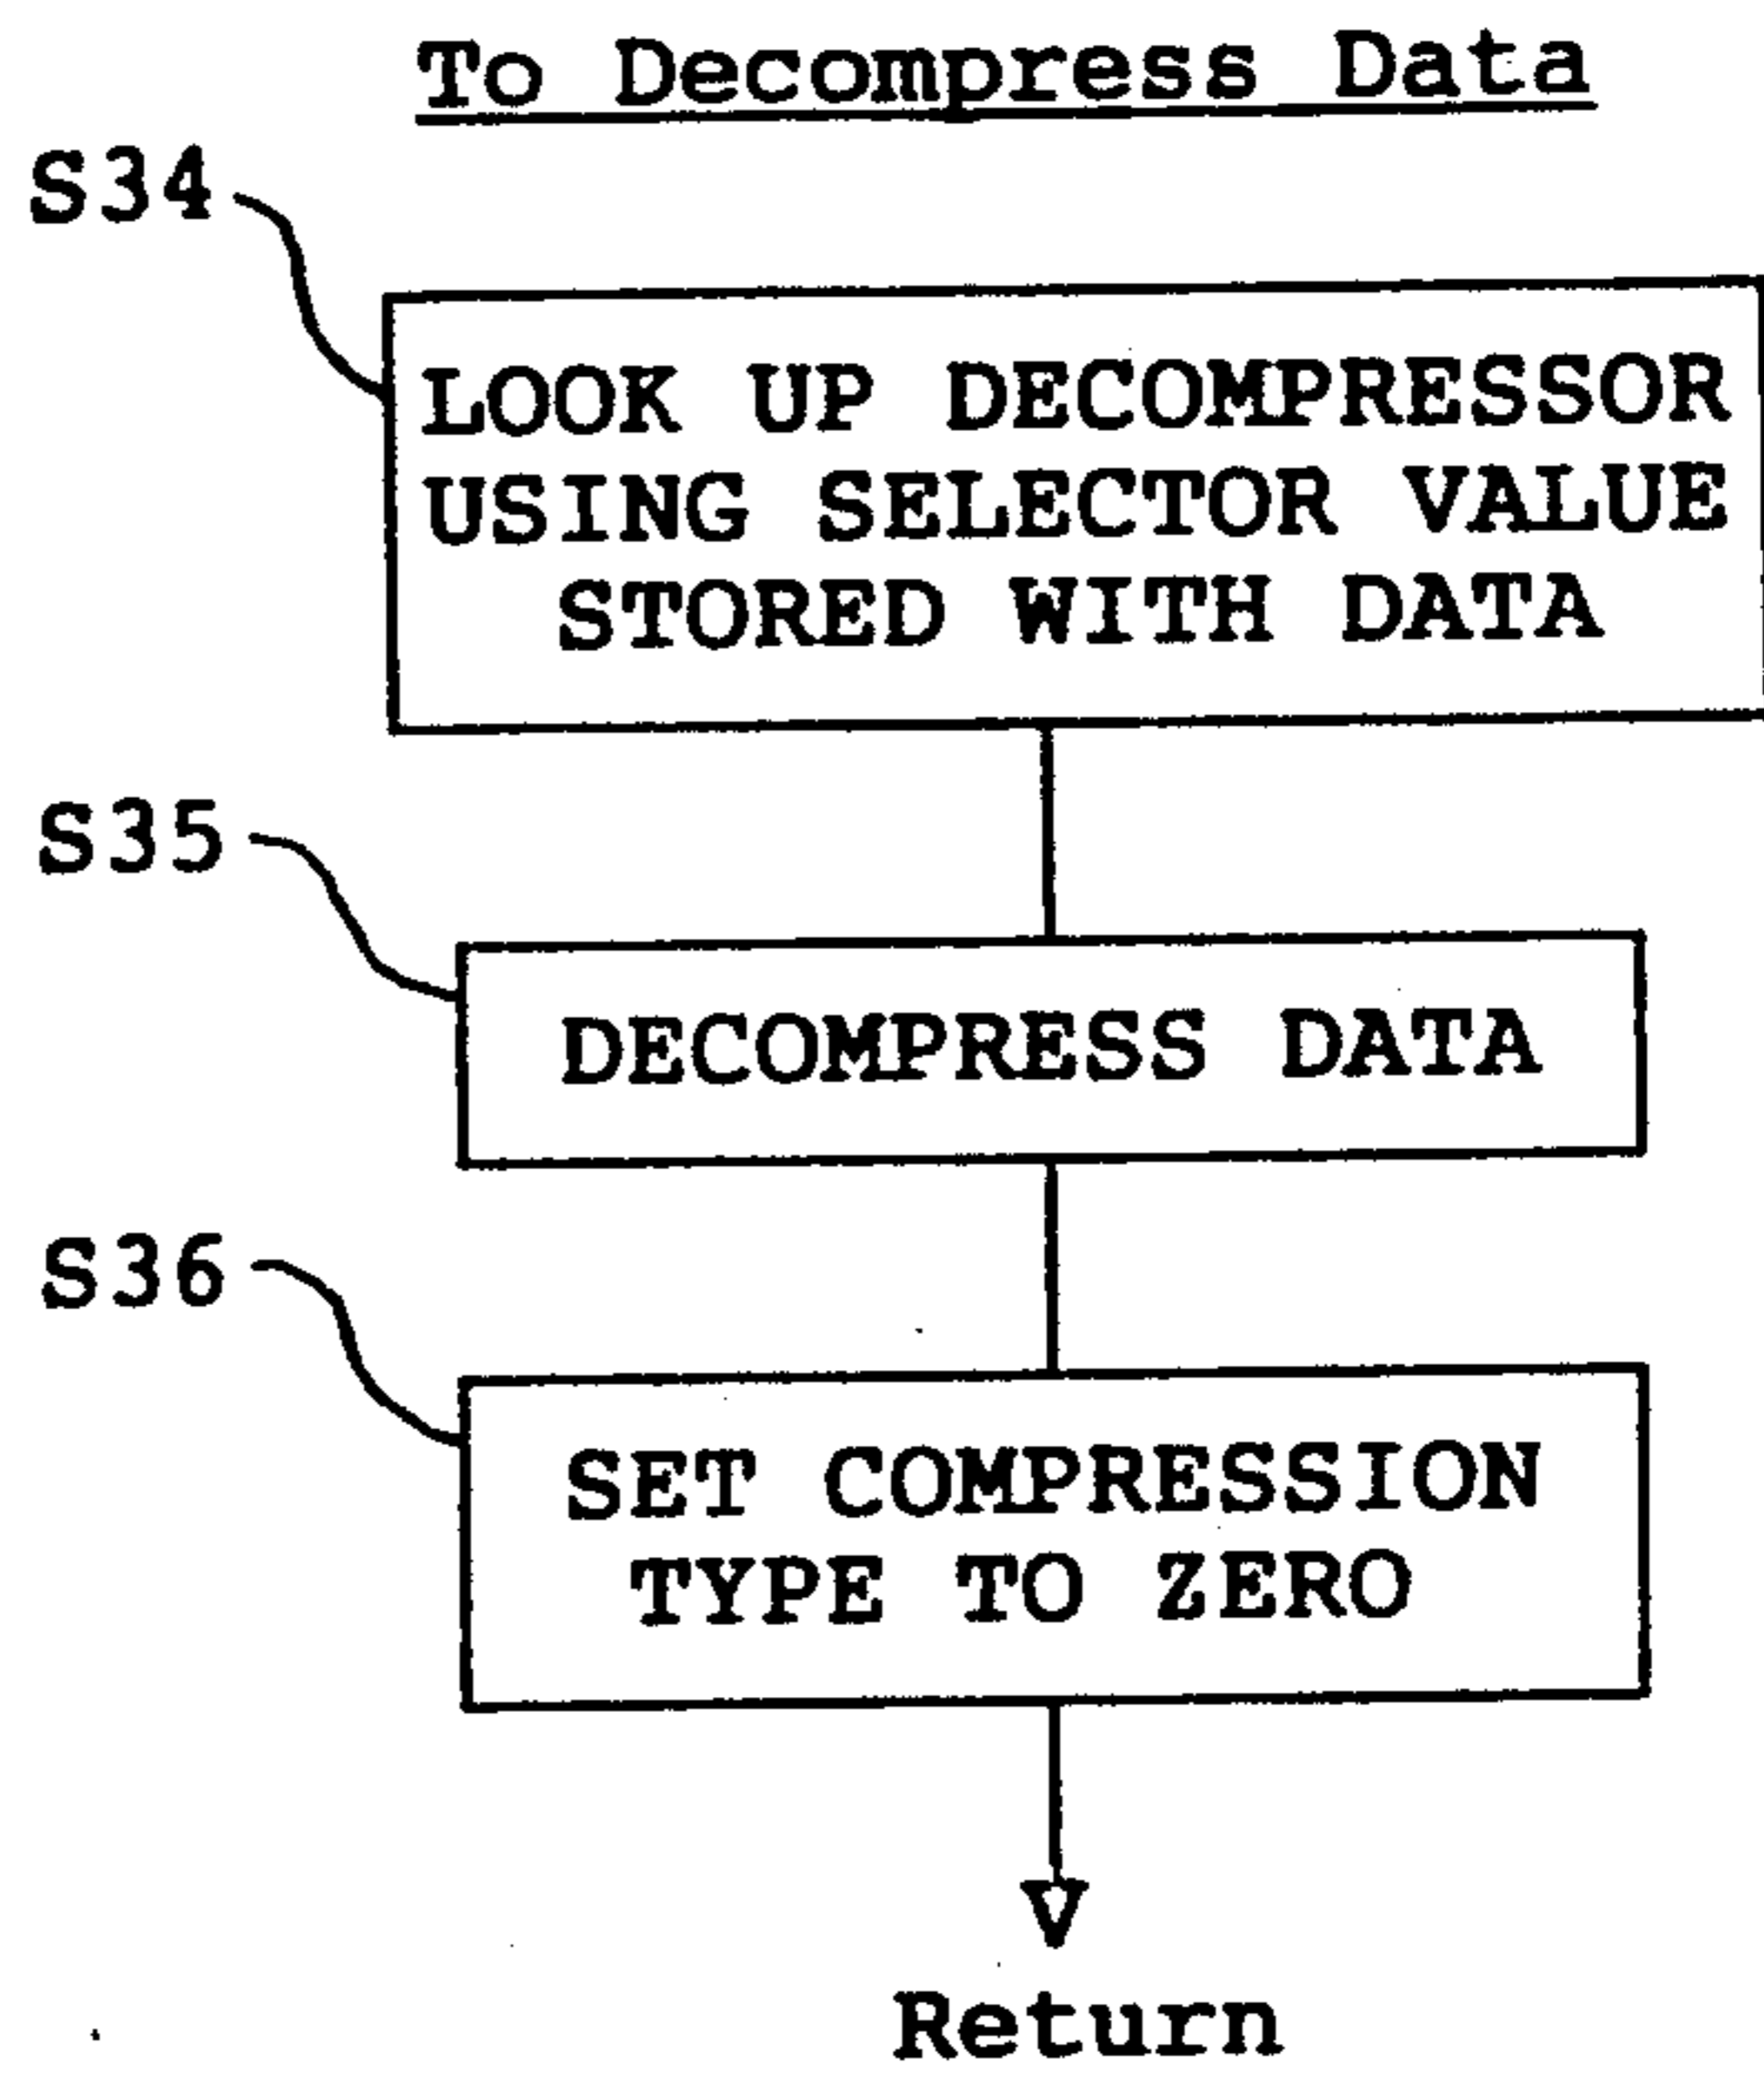 To Decompress Data
S34
LOOK UP DECOMPRESSOR
USING SELECTOR VALUE
STORED WITH DATA
S35
DECOMPRESS DATA
S36
SET COMPRESSION
TYPE TO ZERO
Return